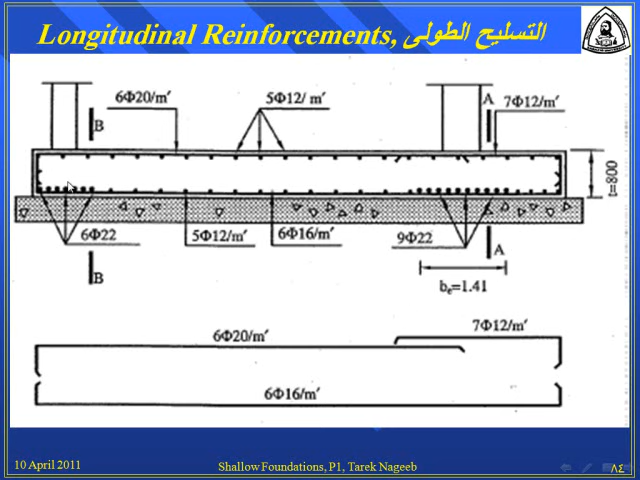 Longitudinal Reinforcements, التسليح الطولى
6Φ20/m′
5Φ12/ m′
A
7Φ12/m′
B
t=800
6Φ22
5Φ12/m′
6Φ16/m′
9Φ22
A
B
be=1.41
7Φ12/m′
6Φ20/m′
6Φ16/m′
10 April 2011
Shallow Foundations, P1, Tarek Nageeb
٨٤